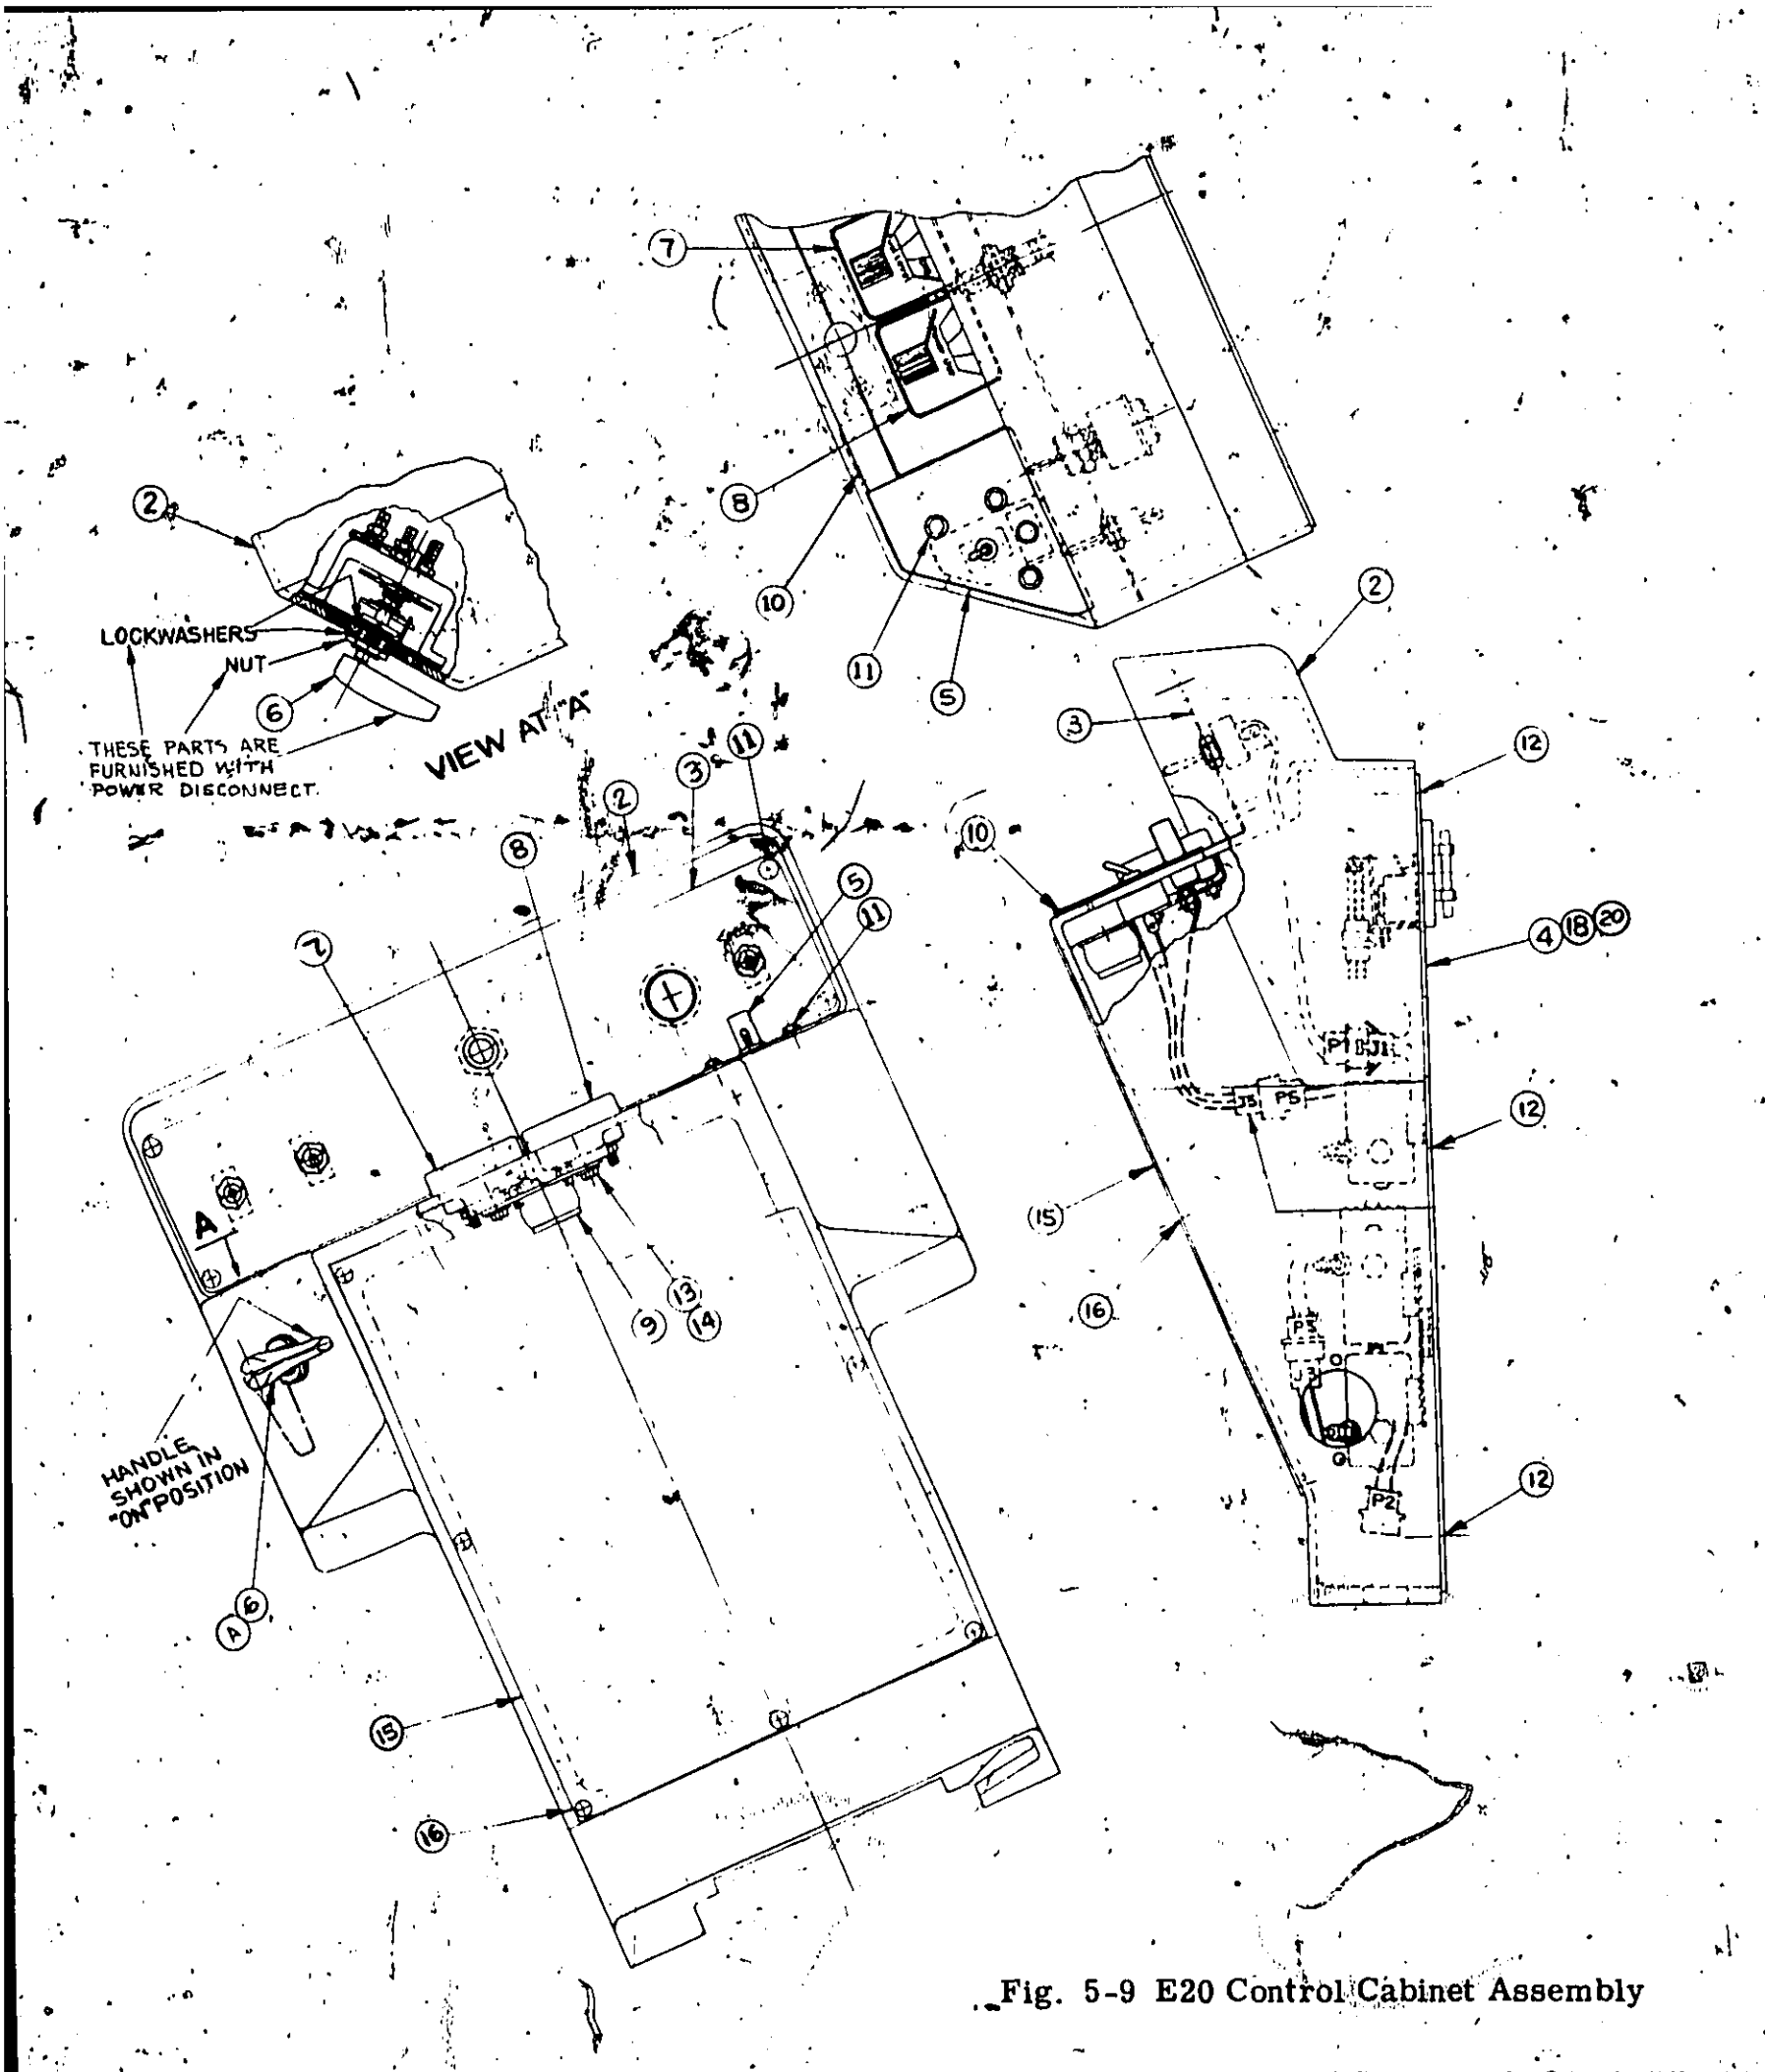 7
8
10
11
5
2
LOCKWASHERS
NUT
6
THESE PARTS ARE
FURNISHED WITH
POWER DISCONNECT.
VIEW AT "A"
2
3
12
10
4 18 20
P1 J1
J5 P5
12
15
16
J3
P2
12
2
3
11
8
5
11
7
A
13
14
9
HANDLE
SHOWN IN
"ON" POSITION
6
A
15
16
Fig. 5-9 E20 Control Cabinet Assembly